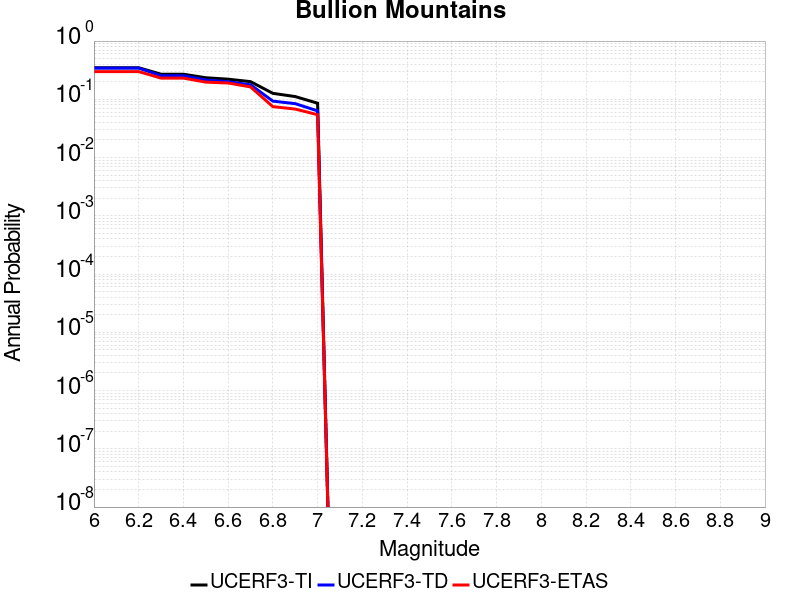 Bullion Mountains
Annual Probability
10^0
10^-1
10^-2
10^-3
10^-4
10^-5
10^-6
10^-7
10^-8
6 6.2 6.4 6.6 6.8 7 7.2 7.4 7.6 7.8 8 8.2 8.4 8.6 8.8 9
Magnitude
UCERF3-TI UCERF3-TD UCERF3-ETAS